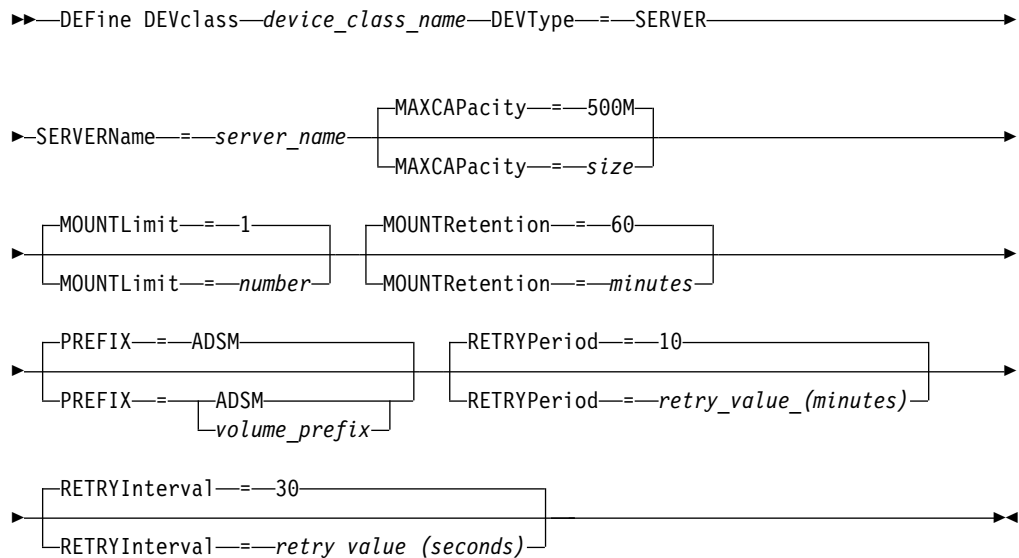 DEFine DEVclass device_class_name DEVType = SERVER
MAXCAPacity = 500M
SERVERName = server_name
MAXCAPacity = size
MOUNTLimit = 1 MOUNTRetention = 60
MOUNTLimit = number MOUNTRetention = minutes
PREFIX = ADSM RETRYPeriod = 10
PREFIX = ADSM RETRYPeriod = retry_value_(minutes)
volume_prefix
RETRYInterval = 30
RETRYInterval = retry value (seconds)